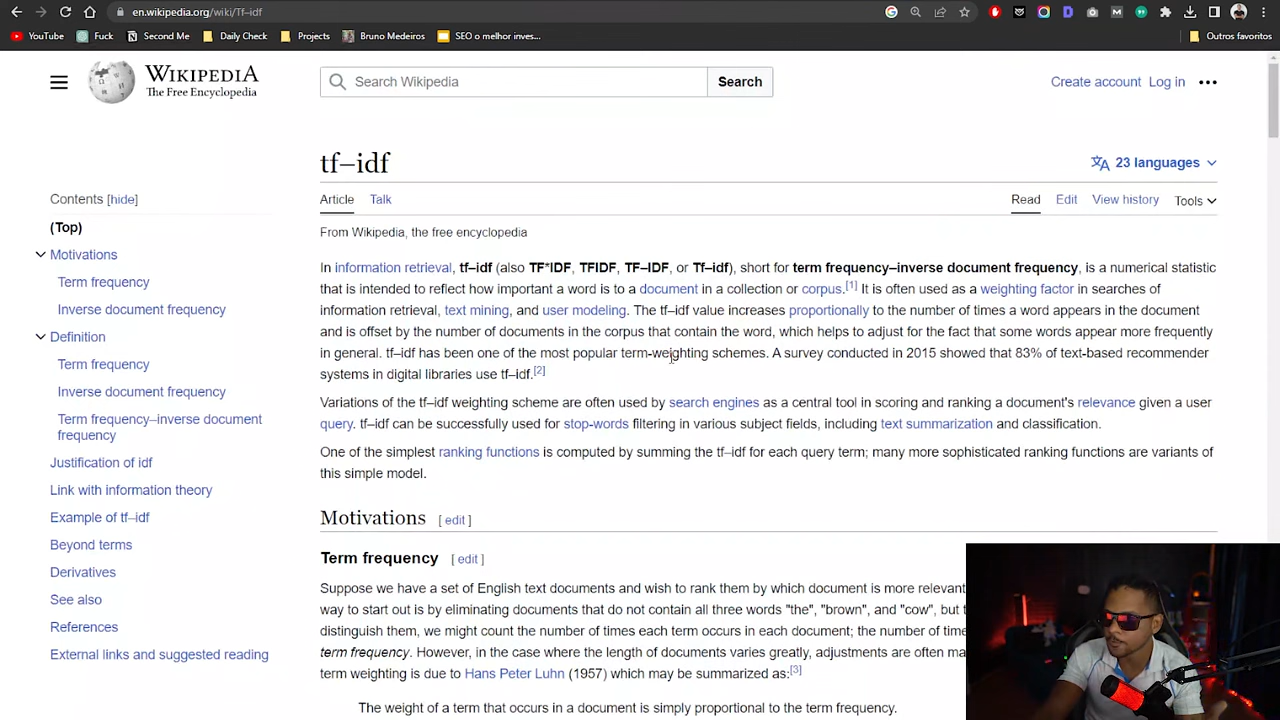 en.wikipedia.org/wiki/Tf–idf
YouTube Fuck Second Me Daily Check Projects Bruno Medeiros SEO o melhor inves... Outros favoritos
WIKIPEDIA
The Free Encyclopedia
Search Wikipedia Search
Create account Log in
tf–idf
23 languages
Contents [hide]
Article Talk Read Edit View history Tools
(Top)
Motivations
Term frequency
Inverse document frequency
Definition
Term frequency
Inverse document frequency
Term frequency–inverse document
frequency
Justification of idf
Link with information theory
Example of tf–idf
Beyond terms
Derivatives
See also
References
External links and suggested reading
From Wikipedia, the free encyclopedia
In information retrieval, tf–idf (also TF*IDF, TFIDF, TF–IDF, or Tf–idf), short for term frequency–inverse document frequency, is a numerical statistic
that is intended to reflect how important a word is to a document in a collection or corpus.[1] It is often used as a weighting factor in searches of
information retrieval, text mining, and user modeling. The tf–idf value increases proportionally to the number of times a word appears in the document
and is offset by the number of documents in the corpus that contain the word, which helps to adjust for the fact that some words appear more frequently
in general. tf–idf has been one of the most popular term-weighting schemes. A survey conducted in 2015 showed that 83% of text-based recommender
systems in digital libraries use tf–idf.[2]
Variations of the tf–idf weighting scheme are often used by search engines as a central tool in scoring and ranking a document's relevance given a user
query. tf–idf can be successfully used for stop-words filtering in various subject fields, including text summarization and classification.
One of the simplest ranking functions is computed by summing the tf–idf for each query term; many more sophisticated ranking functions are variants of
this simple model.
Motivations [ edit ]
Term frequency [ edit ]
Suppose we have a set of English text documents and wish to rank them by which document is more relevant
way to start out is by eliminating documents that do not contain all three words "the", "brown", and "cow", but
distinguish them, we might count the number of times each term occurs in each document; the number of
term frequency. However, in the case where the length of documents varies greatly, adjustments are often
term weighting is due to Hans Peter Luhn (1957) which may be summarized as:[3]
The weight of a term that occurs in a document is simply proportional to the term frequency.